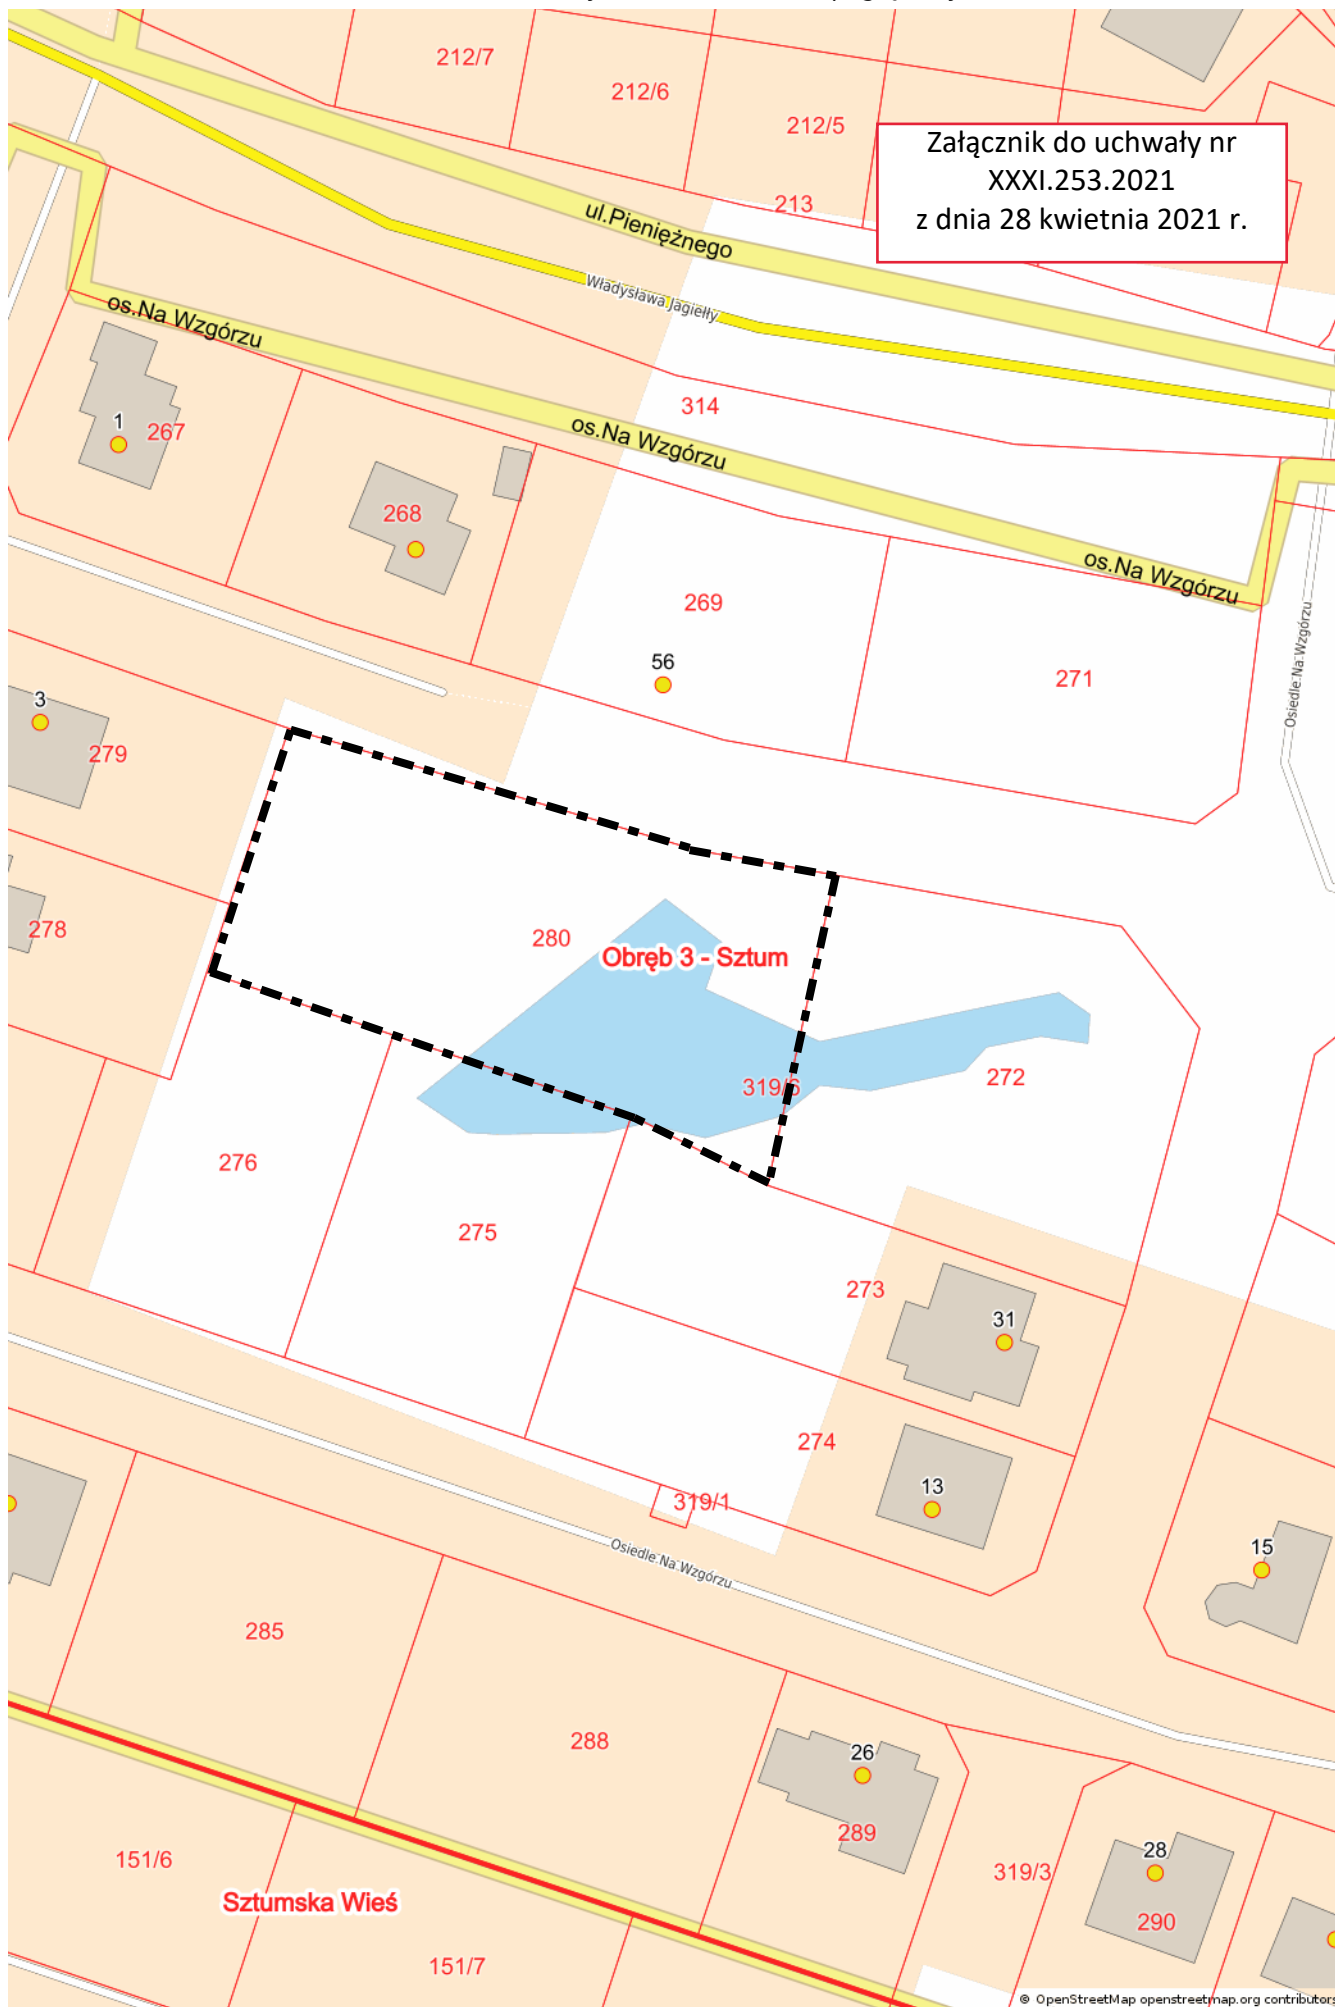 212/7
212/6
212/5
Załącznik do uchwały nr
XXXI.253.2021
z dnia 28 kwietnia 2021 r.
213
ul.Pieniężnego
Władysława Jagiełły
os.Na Wzgórzu
314
os.Na Wzgórzu
1
267
268
os.Na Wzgórzu
269
56
271
Osiedle Na Wzgórzu
3
279
278
280
Obręb 3 - Sztum
319/6
272
276
275
273
31
274
13
319/1
Osiedle Na Wzgórzu
15
285
288
26
289
151/6
319/3
28
290
Sztumska Wieś
151/7
© OpenStreetMap openstreetmap.org contributors